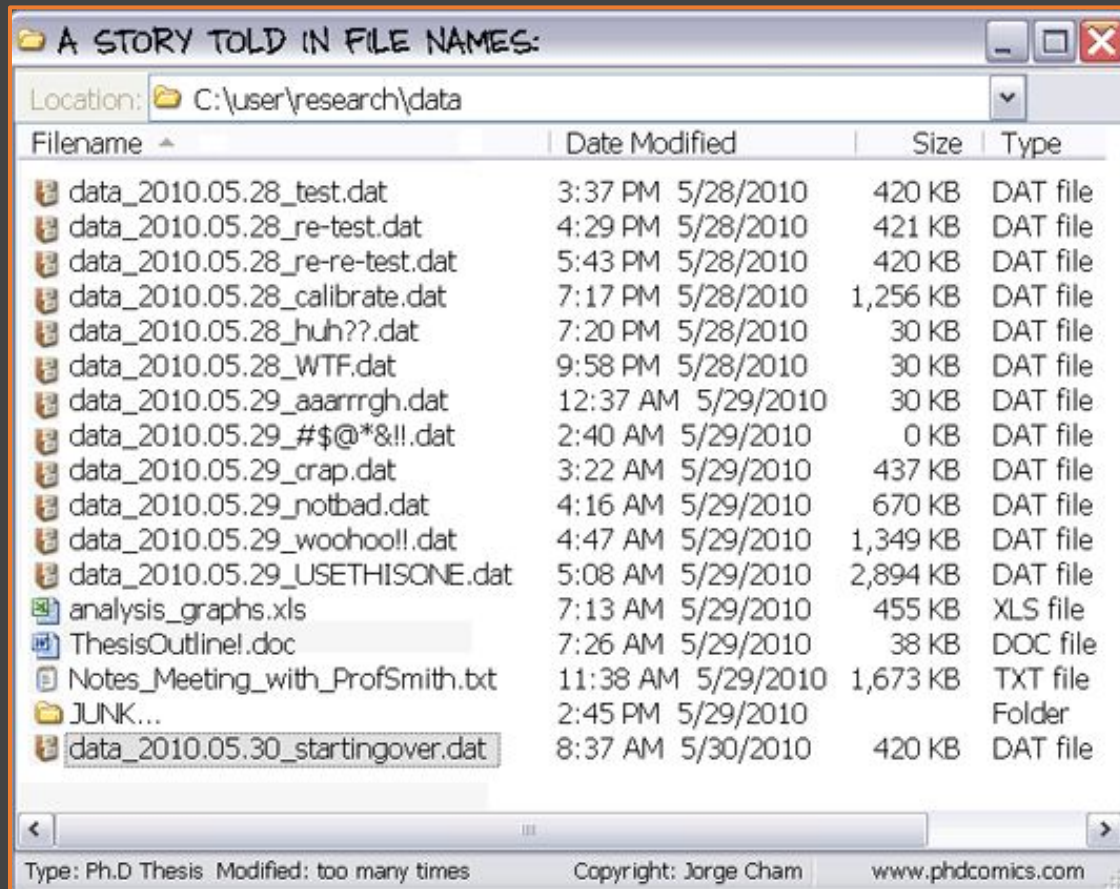 A STORY TOLD IN FILE NAMES:
Location: C:\user\research\data
Filename Date Modified Size Type
data_2010.05.28_test.dat 3:37 PM 5/28/2010 420 KB DAT file
data_2010.05.28_re-test.dat 4:29 PM 5/28/2010 421 KB DAT file
data_2010.05.28_re-re-test.dat 5:43 PM 5/28/2010 420 KB DAT file
data_2010.05.28_calibrate.dat 7:17 PM 5/28/2010 1,256 KB DAT file
data_2010.05.28_huh??.dat 7:20 PM 5/28/2010 30 KB DAT file
data_2010.05.28_WTF.dat 9:58 PM 5/28/2010 30 KB DAT file
data_2010.05.29_aaarrrgh.dat 12:37 AM 5/29/2010 30 KB DAT file
data_2010.05.29_#$@*&!!.dat 2:40 AM 5/29/2010 0 KB DAT file
data_2010.05.29_crap.dat 3:22 AM 5/29/2010 437 KB DAT file
data_2010.05.29_notbad.dat 4:16 AM 5/29/2010 670 KB DAT file
data_2010.05.29_woohoo!!.dat 4:47 AM 5/29/2010 1,349 KB DAT file
data_2010.05.29_USETHISONE.dat 5:08 AM 5/29/2010 2,894 KB DAT file
analysis_graphs.xls 7:13 AM 5/29/2010 455 KB XLS file
ThesisOutline!.doc 7:26 AM 5/29/2010 38 KB DOC file
Notes_Meeting_with_ProfSmith.txt 11:38 AM 5/29/2010 1,673 KB TXT file
JUNK... 2:45 PM 5/29/2010 Folder
data_2010.05.30_startingover.dat 8:37 AM 5/30/2010 420 KB DAT file
Type: Ph.D Thesis Modified: too many times Copyright: Jorge Cham www.phdcomics.com